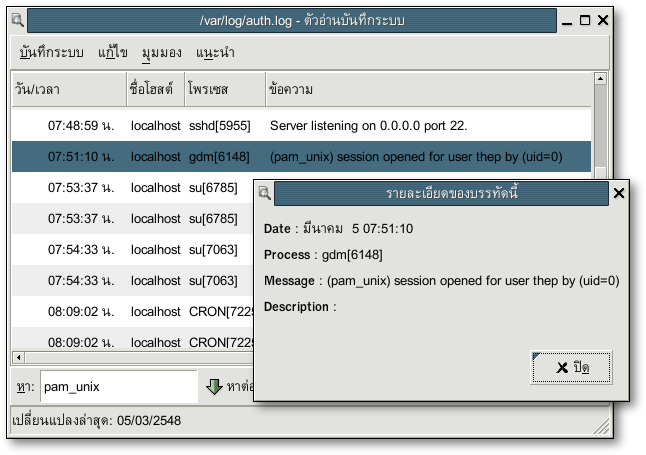 /var/log/auth.log - ตัวอ่านบันทึกระบบ
บันทึกระบบ แก้ไข มุมมอง แนะนำ
วัน/เวลา ชื่อโฮสต์ โพรเซส ข้อความ
07:48:59 น. localhost sshd[5955] Server listening on 0.0.0.0 port 22.
07:51:10 น. localhost gdm[6148] (pam_unix) session opened for user thep by (uid=0)
07:53:37 น. localhost su[6785]
07:53:37 น. localhost su[6785]
07:54:33 น. localhost su[7063]
07:54:33 น. localhost su[7063]
08:09:02 น. localhost CRON[7225
08:09:02 น. localhost CRON[7225
หา: pam_unix หาต่อ
เปลี่ยนแปลงล่าสุด: 05/03/2548
รายละเอียดของบรรทัดนี้
Date : มีนาคม 5 07:51:10
Process : gdm[6148]
Message : (pam_unix) session opened for user thep by (uid=0)
Description :
ปิด